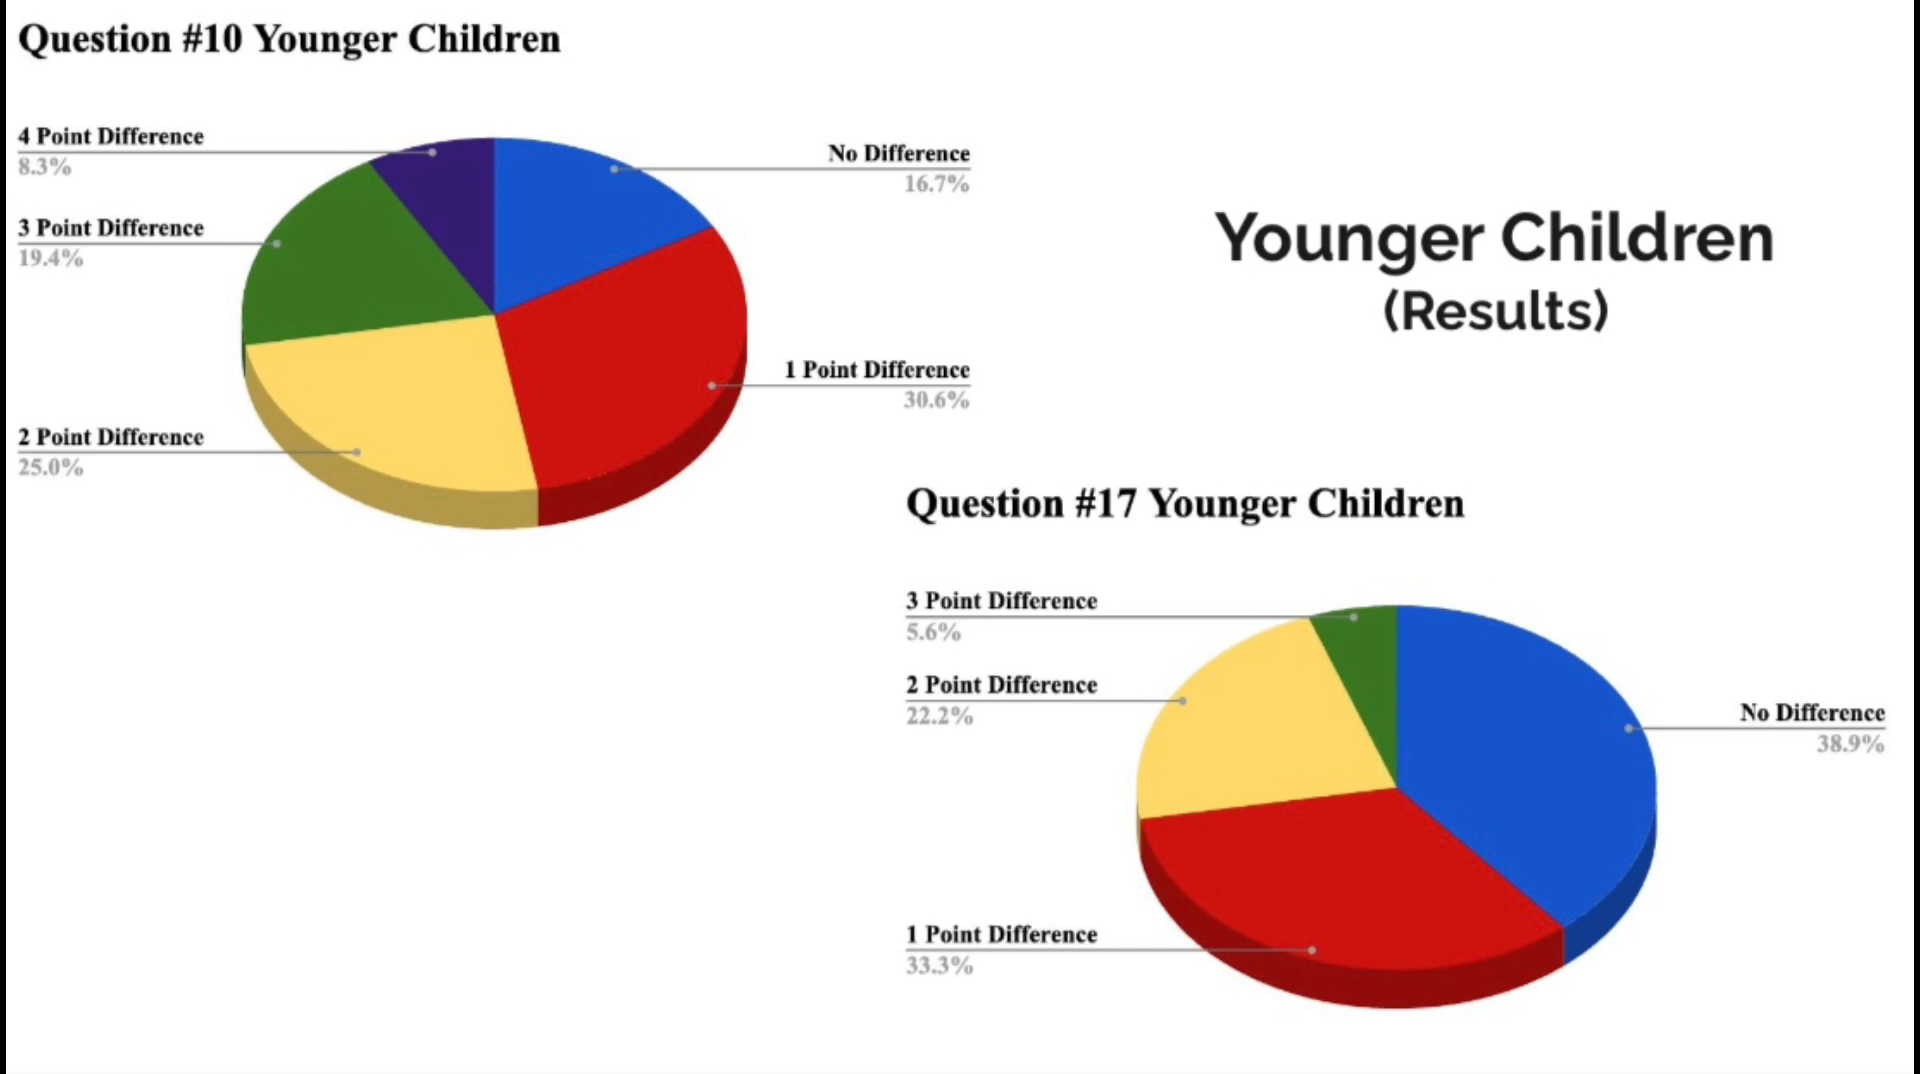 Question #10 Younger Children
4 Point Difference
8.3%
3 Point Difference
19.4%
2 Point Difference
25.0%
No Difference
16.7%
1 Point Difference
30.6%
Younger Children
(Results)
Question #17 Younger Children
3 Point Difference
5.6%
2 Point Difference
22.2%
1 Point Difference
33.3%
No Difference
38.9%